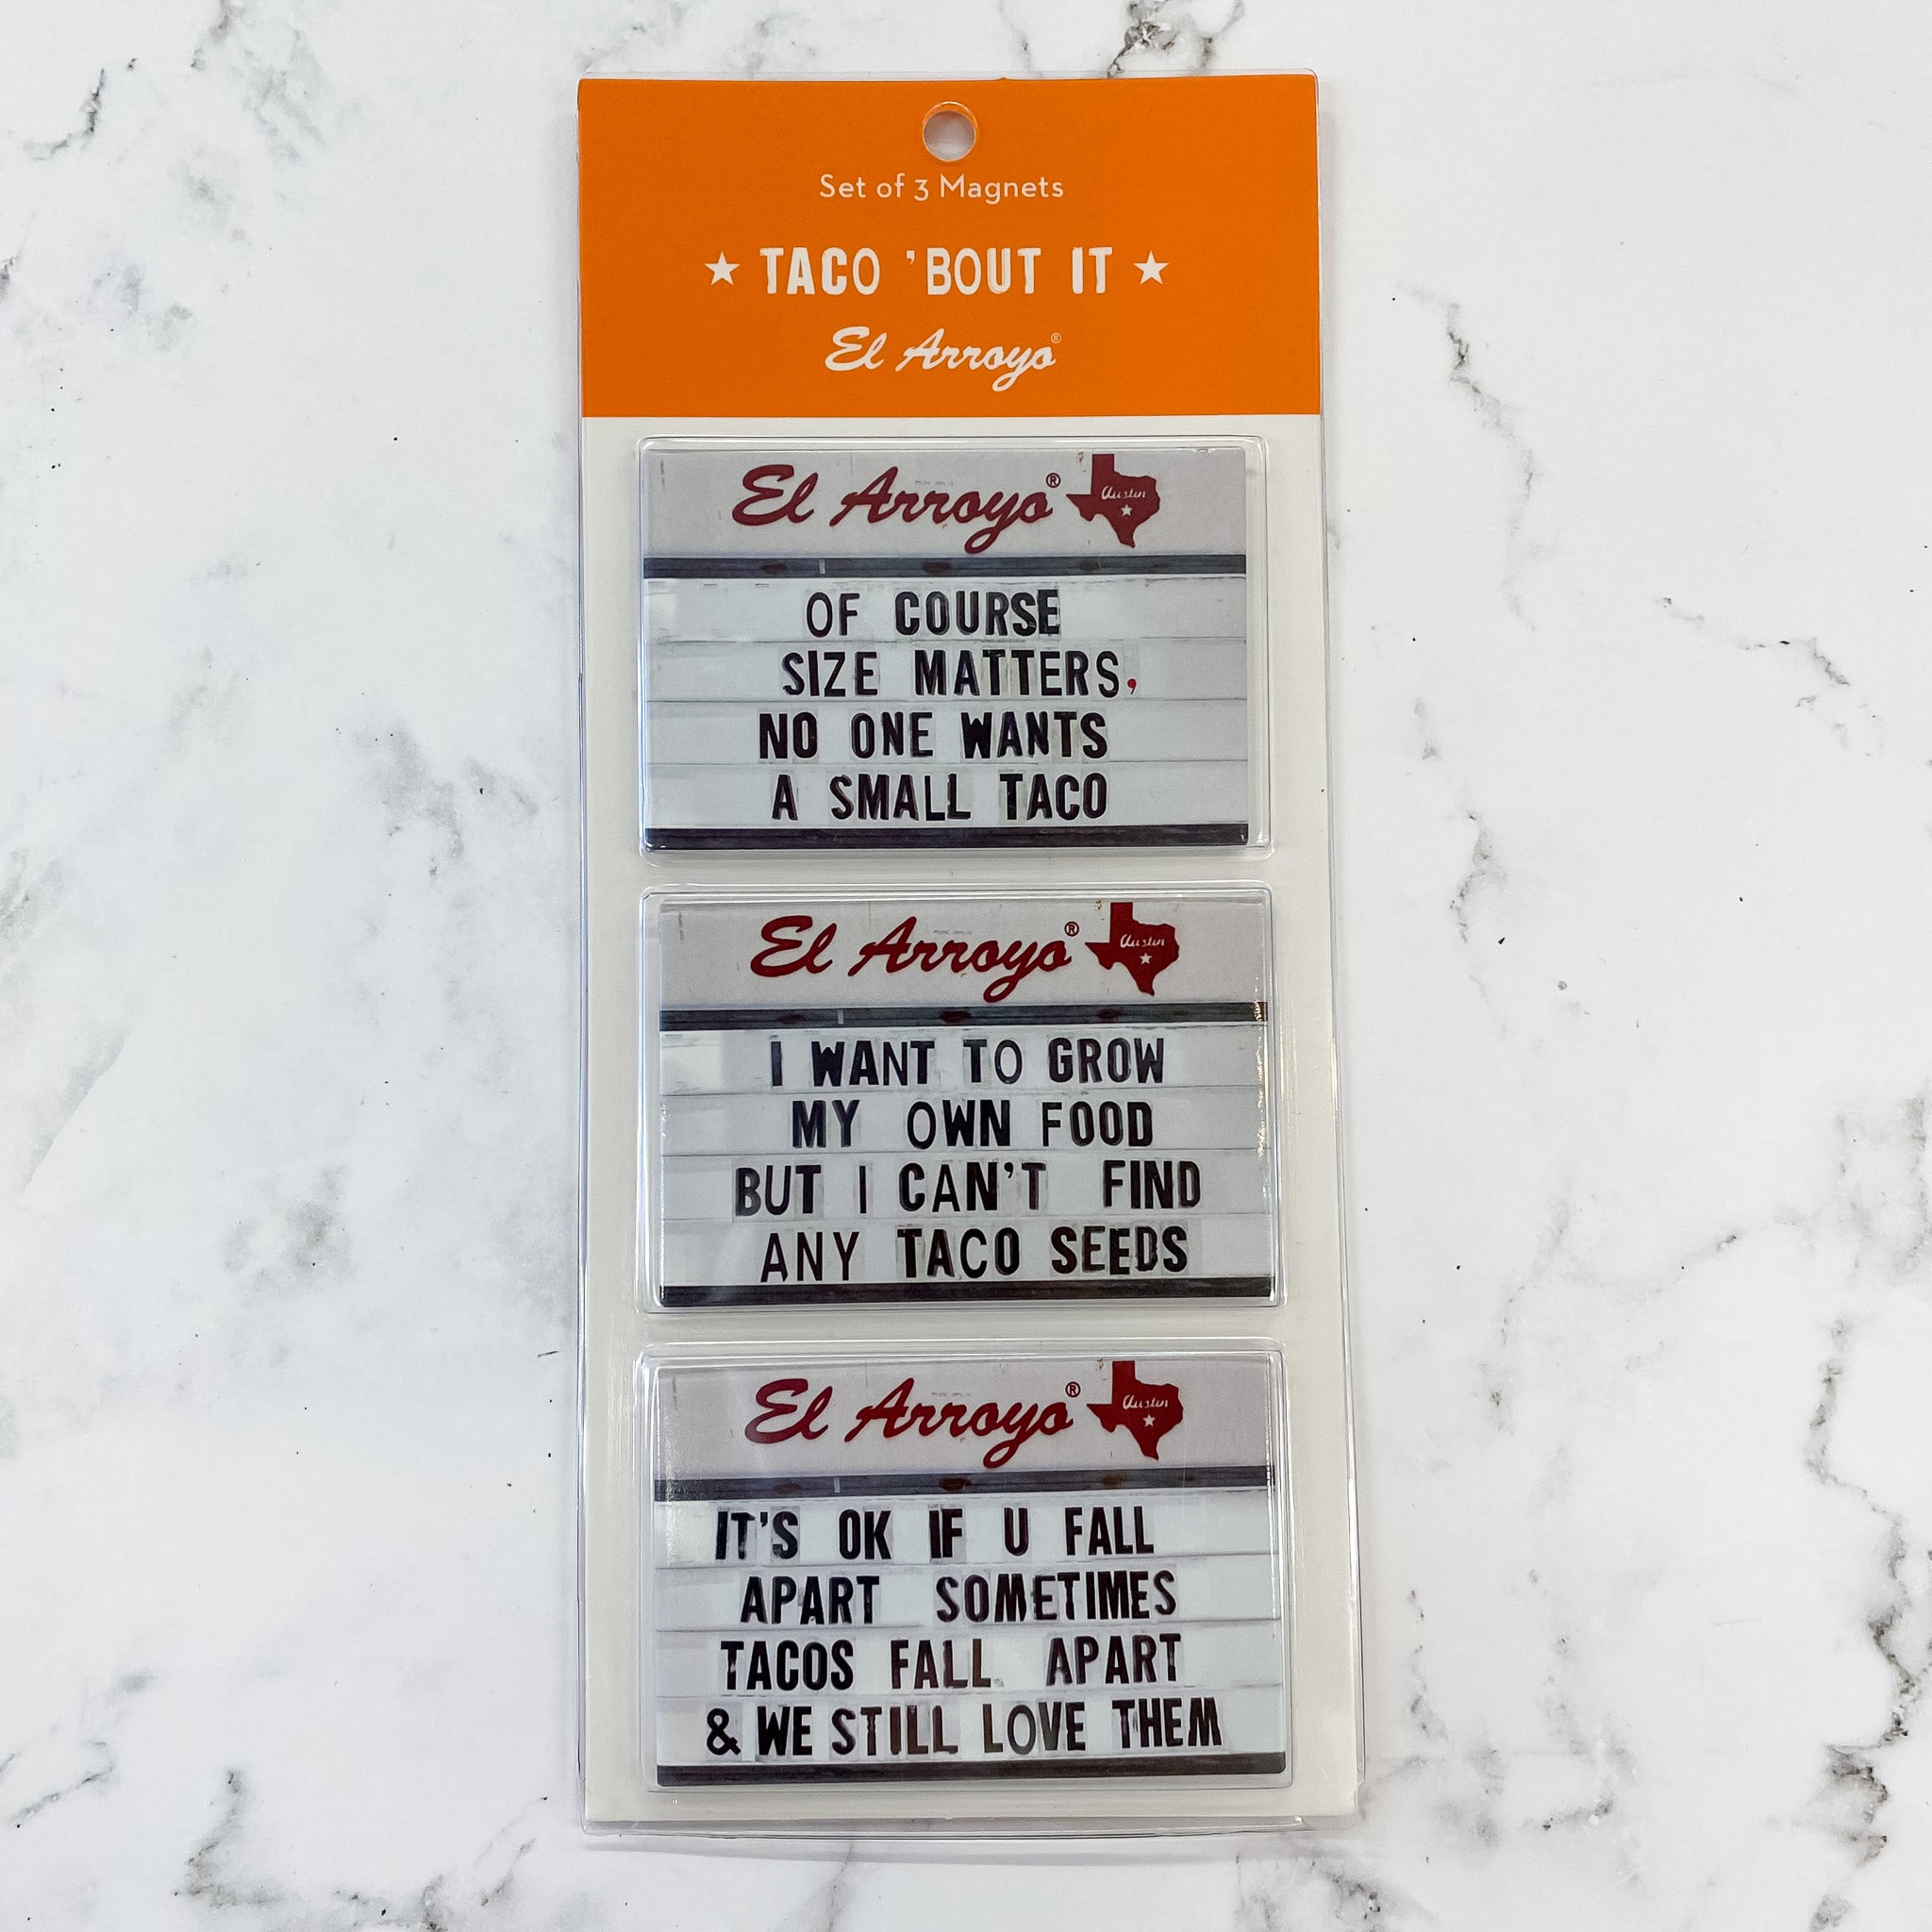 Set of 3 Magnets
★ TACO 'BOUT IT ★
El Arroyo®
El Arroyo® Austin
OF COURSE
SIZE MATTERS,
NO ONE WANTS
A SMALL TACO
El Arroyo® Austin
I WANT TO GROW
MY OWN FOOD
BUT I CAN'T FIND
ANY TACO SEEDS
El Arroyo® Austin
IT'S OK IF U FALL
APART SOMETIMES
TACOS FALL APART
& WE STILL LOVE THEM